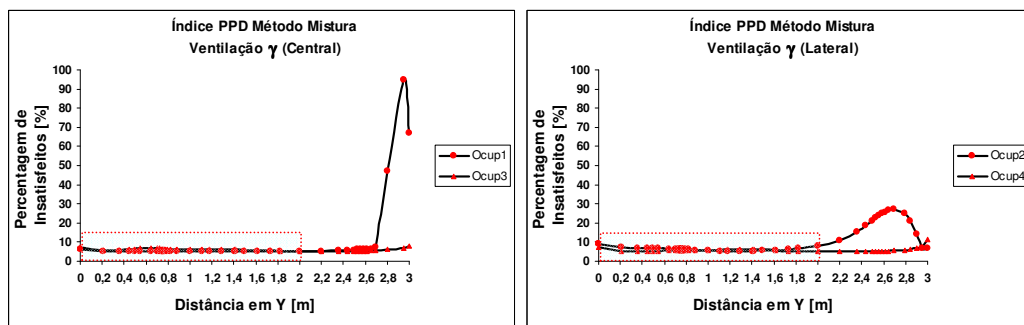 Índice PPD Método Mistura
Ventilação γ (Central)
Percentagem de
Insatisfeitos [%]
100
90
80
70
60
50
40
30
20
10
0
0 0,2 0,4 0,6 0,8 1 1,2 1,4 1,6 1,8 2 2,2 2,4 2,6 2,8 3
Distância em Y [m]
Ocup1
Ocup3
Índice PPD Método Mistura
Ventilação γ (Lateral)
Percentagem de
Insatisfeitos [%]
100
90
80
70
60
50
40
30
20
10
0
0 0,2 0,4 0,6 0,8 1 1,2 1,4 1,6 1,8 2 2,2 2,4 2,6 2,8 3
Distância em Y [m]
Ocup2
Ocup4